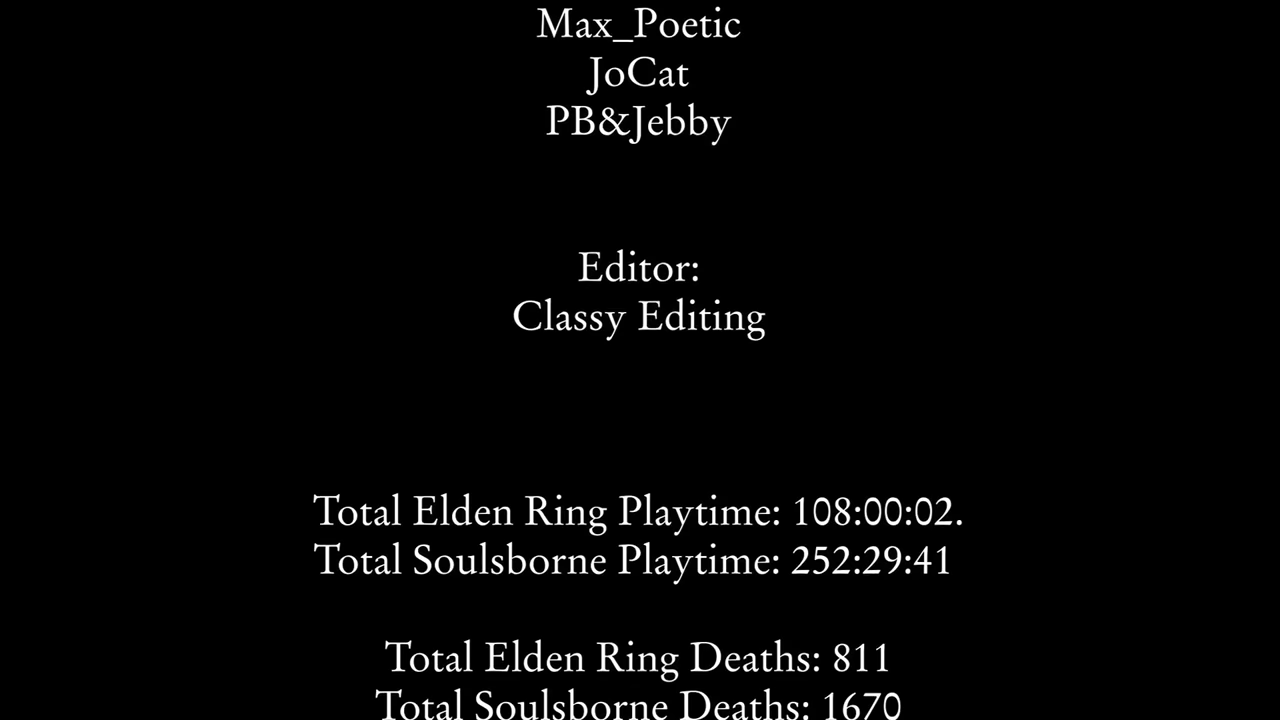 Max_Poetic
JoCat
PB&Jebby
Editor:
Classy Editing
Total Elden Ring Playtime: 108:00:02.
Total Soulsborne Playtime: 252:29:41
Total Elden Ring Deaths: 811
Total Soulsborne Deaths: 1670